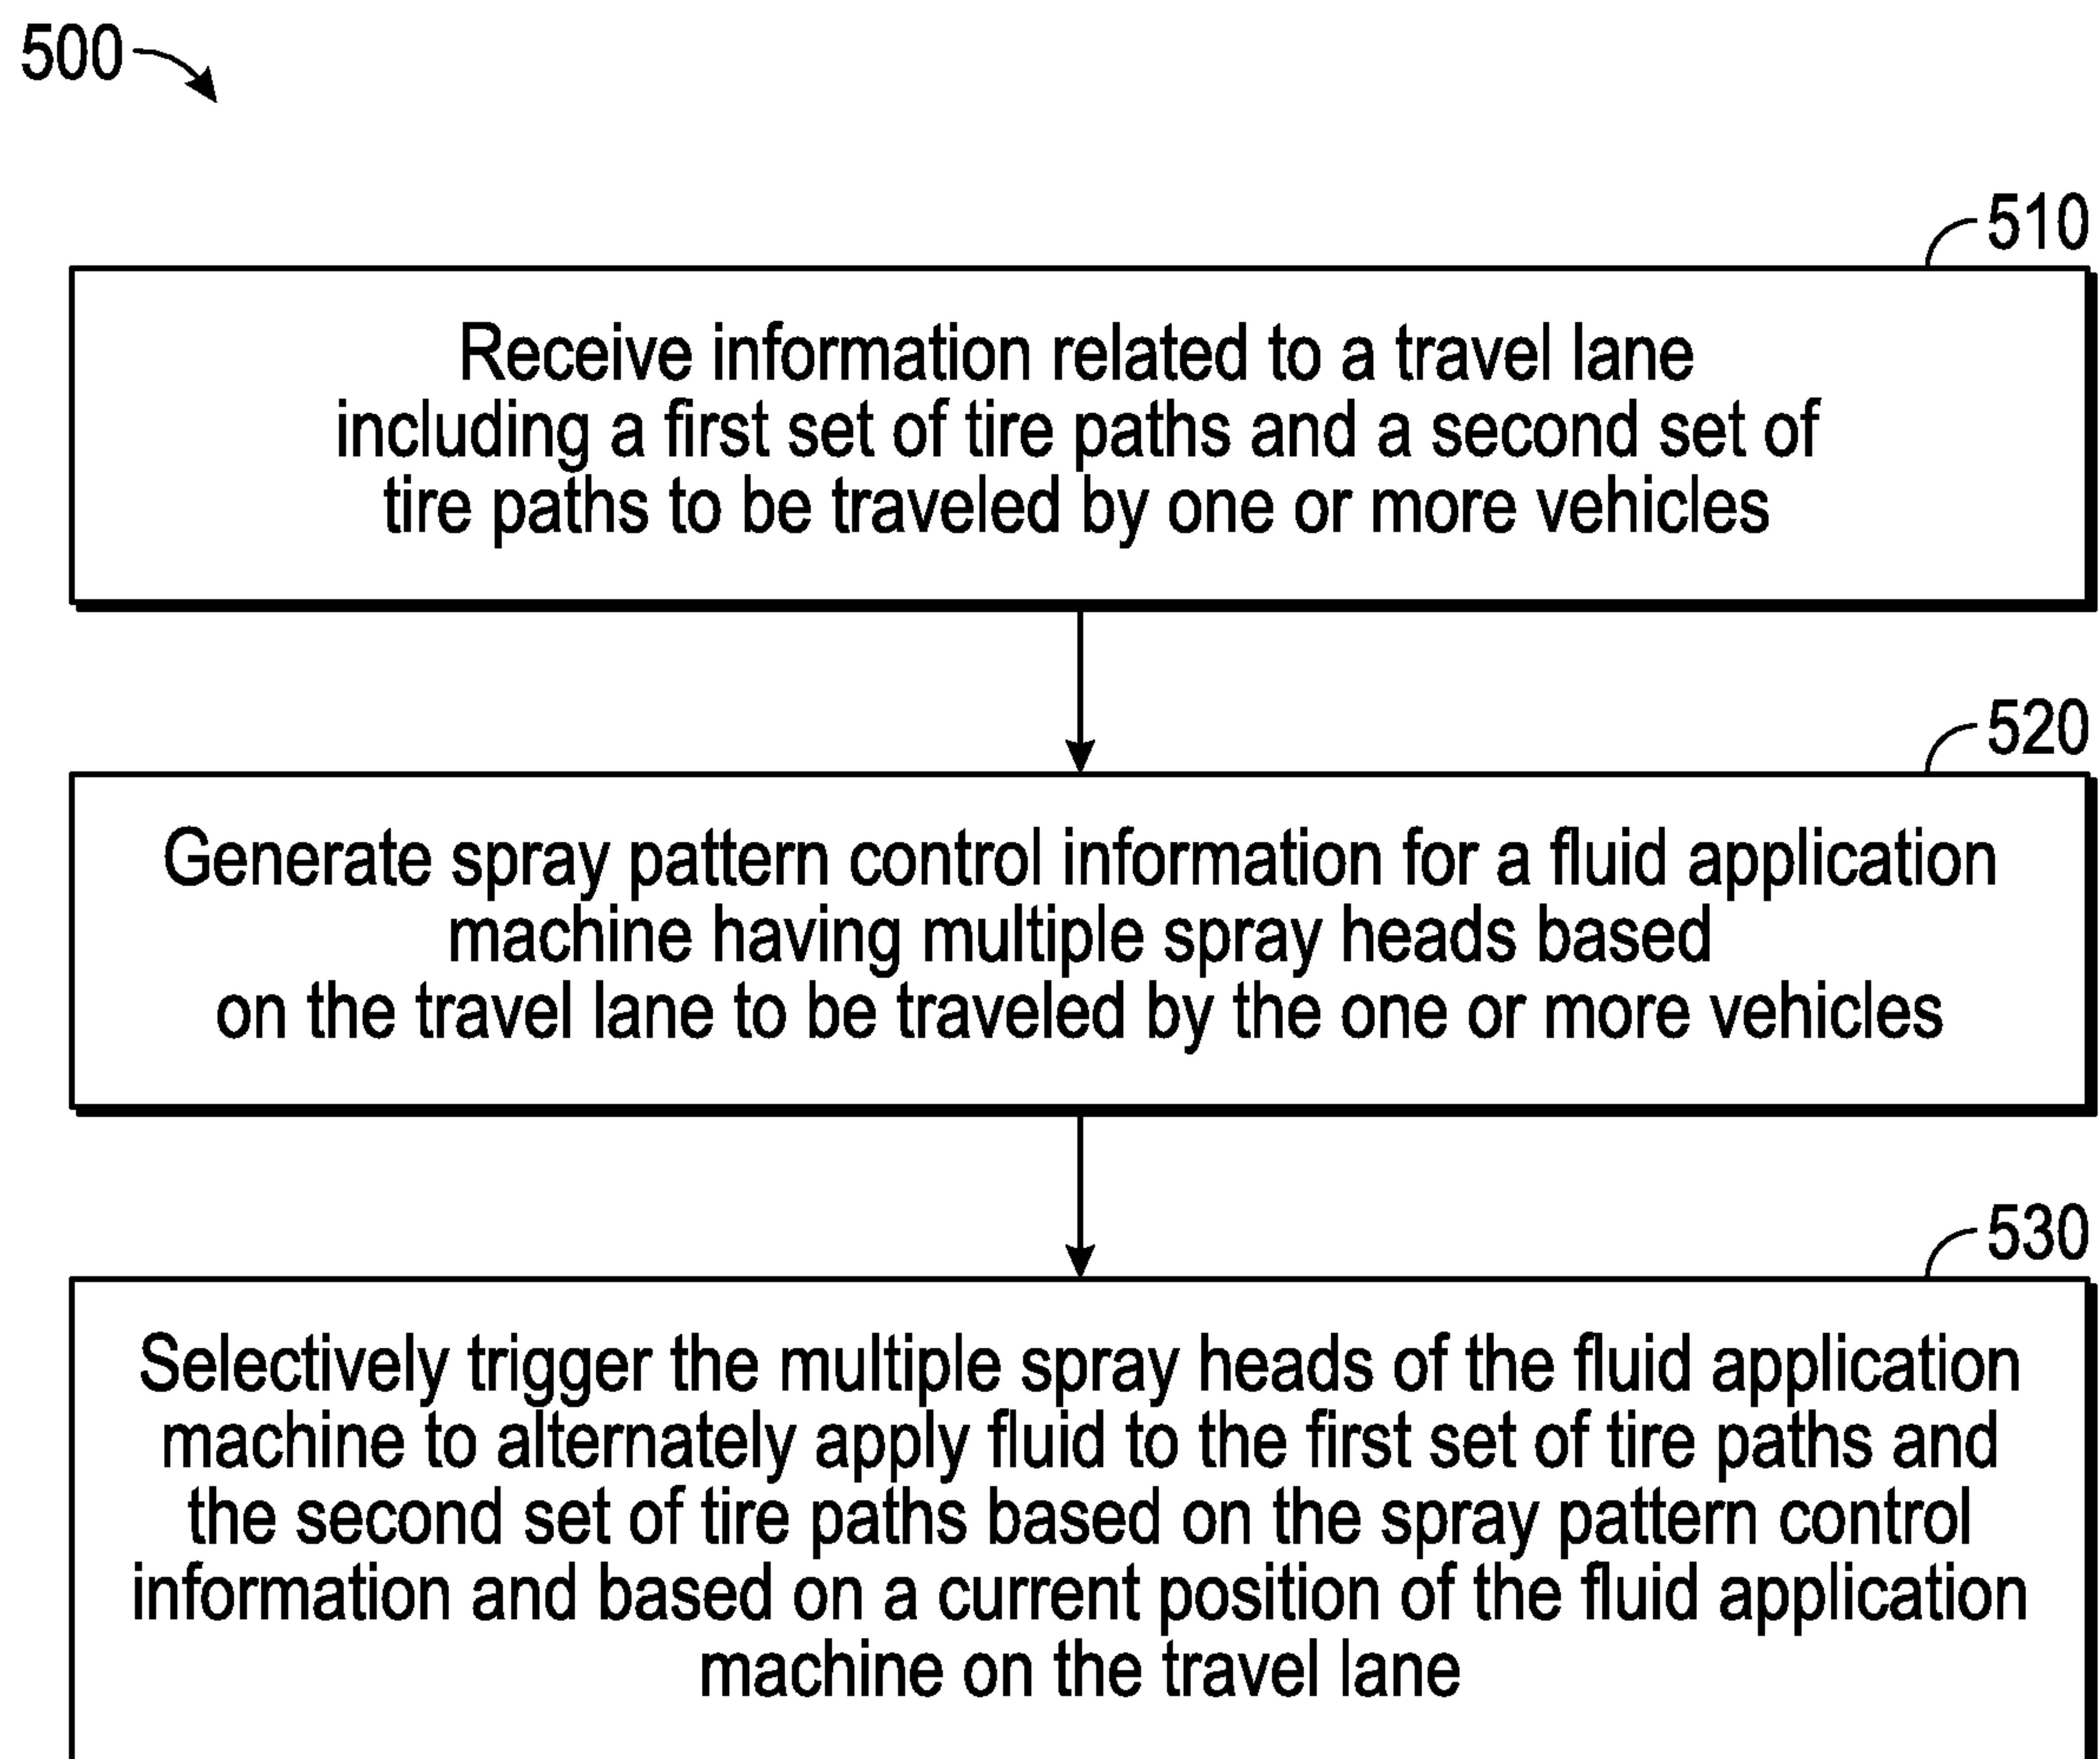 500
510
Receive information related to a travel lane
including a first set of tire paths and a second set of
tire paths to be traveled by one or more vehicles
520
Generate spray pattern control information for a fluid application
machine having multiple spray heads based
on the travel lane to be traveled by the one or more vehicles
530
Selectively trigger the multiple spray heads of the fluid application
machine to alternately apply fluid to the first set of tire paths and
the second set of tire paths based on the spray pattern control
information and based on a current position of the fluid application
machine on the travel lane